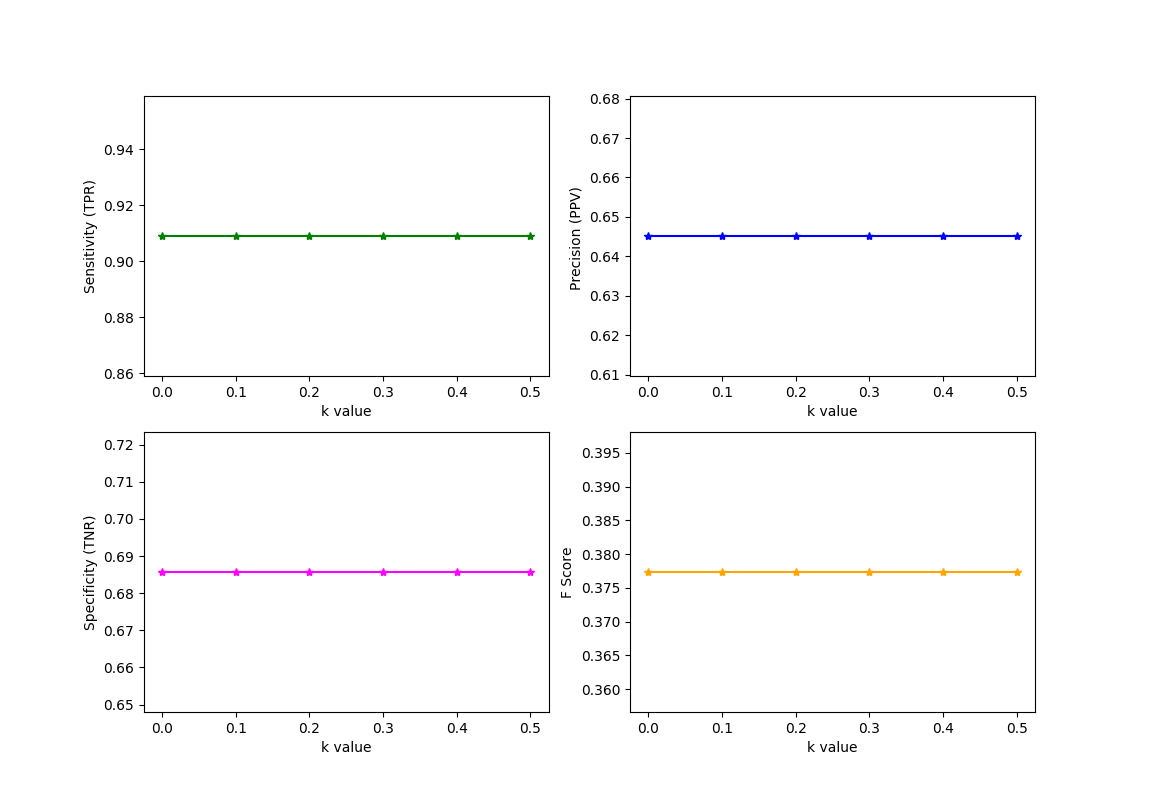 0.94
0.92
0.90
0.88
0.86
Sensitivity (TPR)
0.0 0.1 0.2 0.3 0.4 0.5
k value
0.68
0.67
0.66
0.65
0.64
0.63
0.62
0.61
Precision (PPV)
0.0 0.1 0.2 0.3 0.4 0.5
k value
0.72
0.71
0.70
0.69
0.68
0.67
0.66
0.65
Specificity (TNR)
0.0 0.1 0.2 0.3 0.4 0.5
k value
0.395
0.390
0.385
0.380
0.375
0.370
0.365
0.360
F Score
0.0 0.1 0.2 0.3 0.4 0.5
k value